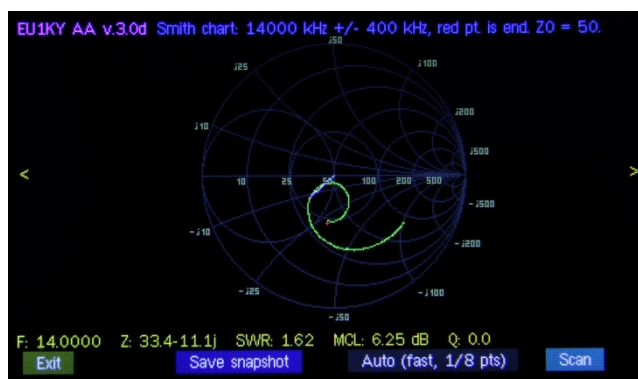 EU1KY AA v.3.0d Smith chart: 14000 kHz +/- 400 kHz, red pt. is end. Z0 = 50.
j50
j25 j100
j200
j10
j500
< 10 25 50 100 200 500 >
-j500
-j10
-j200
-j25 -j100
-j50
F: 14.0000 Z: 33.4-11.1j SWR: 1.62 MCL: 6.25 dB Q: 0.0
Exit Save snapshot Auto (fast, 1/8 pts) Scan